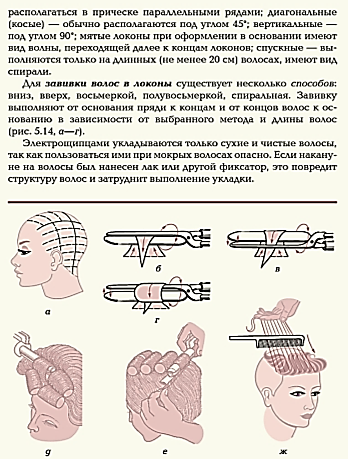 располагаться в прическе параллельными рядами; диагональные
(косые) — обычно располагаются под углом 45°; вертикальные —
под углом 90°; мятые локоны при оформлении в основании имеют
вид волны, переходящей далее к концам локонов; спускные — вы-
полняются только на длинных (не менее 20 см) волосах, имеют вид
спирали.
Для завивки волос в локоны существует несколько способов:
вниз, вверх, восьмеркой, полувосьмеркой, спиральная. Завивку
выполняют от основания пряди к концам и от концов волос к ос-
нованию в зависимости от выбранного метода и длины волос
(рис. 5.14, а—г).
Электрощипцами укладываются только сухие и чистые волосы,
так как пользоваться ими при мокрых волосах опасно. Если накану-
не на волосы был нанесен лак или другой фиксатор, это повредит
структуру волос и затруднит выполнение укладки.
а
б
в
г
д
е
ж